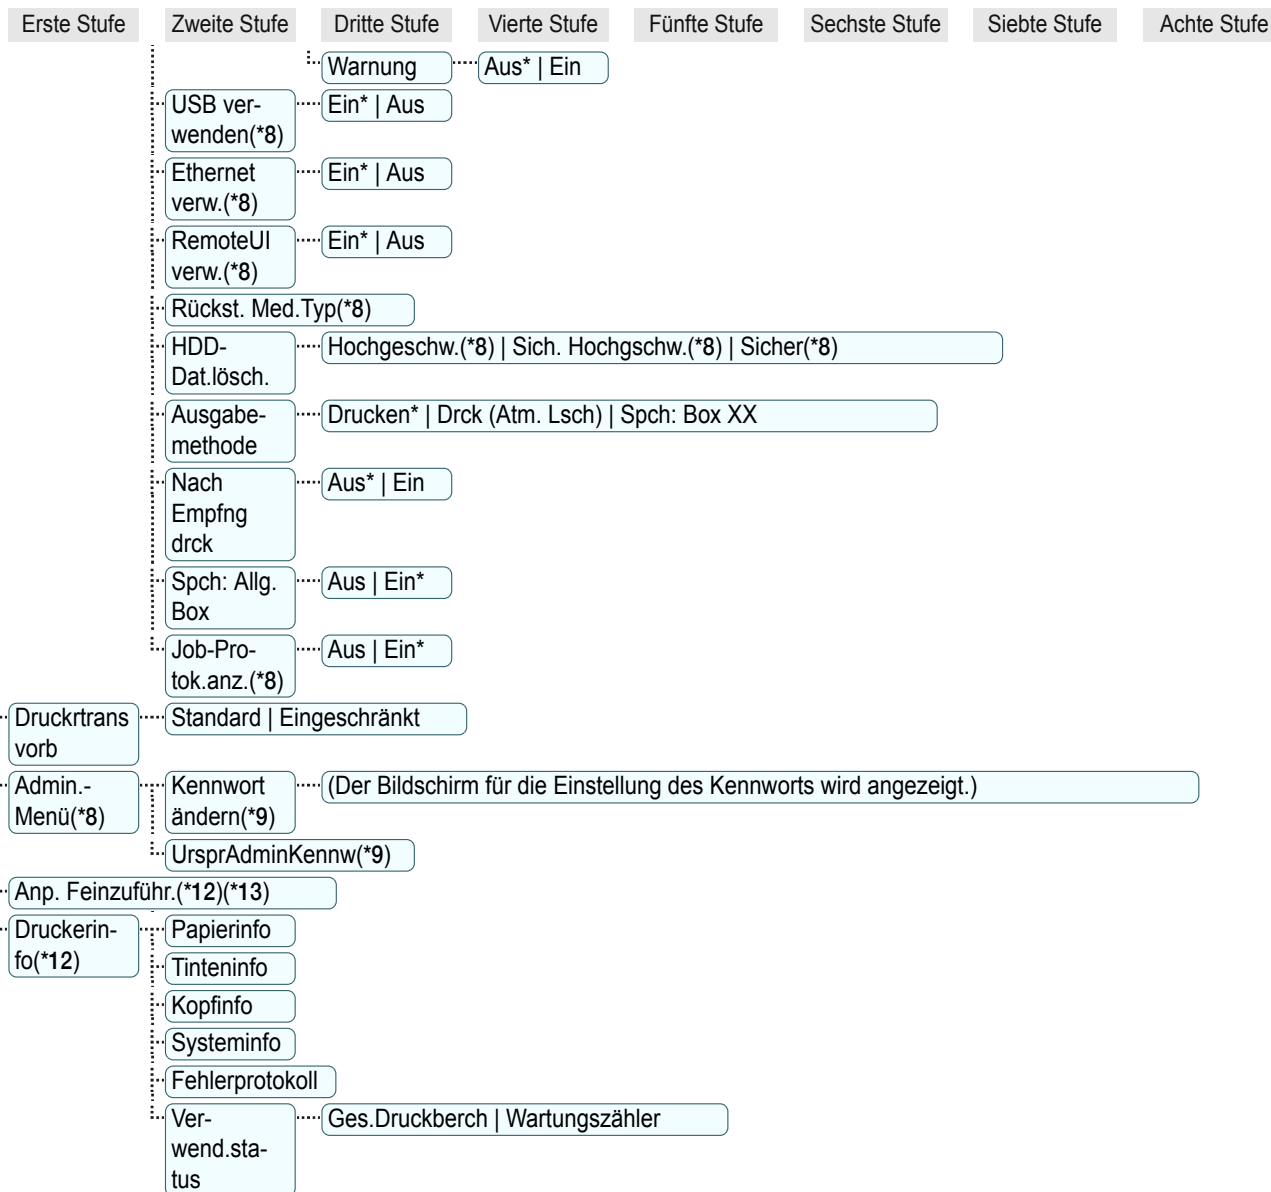 Erste Stufe Zweite Stufe Dritte Stufe Vierte Stufe Fünfte Stufe Sechste Stufe Siebte Stufe Achte Stufe
Warnung Aus* | Ein
USB ver- Ein* | Aus
wenden(*8)
Ethernet Ein* | Aus
verw.(*8)
RemoteUI Ein* | Aus
verw.(*8)
Rückst. Med.Typ(*8)
HDD- Hochgeschw.(*8) | Sich. Hochgschw.(*8) | Sicher(*8)
Dat.lösch.
Ausgabe- Drucken* | Drck (Atm. Lsch) | Spch: Box XX
methode
Nach Aus* | Ein
Empfng
drck
Spch: Allg. Aus | Ein*
Box
Job-Pro- Aus | Ein*
tok.anz.(*8)
Druckrtrans Standard | Eingeschränkt
vorb
Admin.- Kennwort (Der Bildschirm für die Einstellung des Kennworts wird angezeigt.)
Menü(*8) ändern(*9)
UrsprAdminKennw(*9)
Anp. Feinzuführ.(*12)(*13)
Druckerin- Papierinfo
fo(*12)
Tinteninfo
Kopfinfo
Systeminfo
Fehlerprotokoll
Ver- Ges.Druckberch | Wartungszähler
wend.sta-
tus